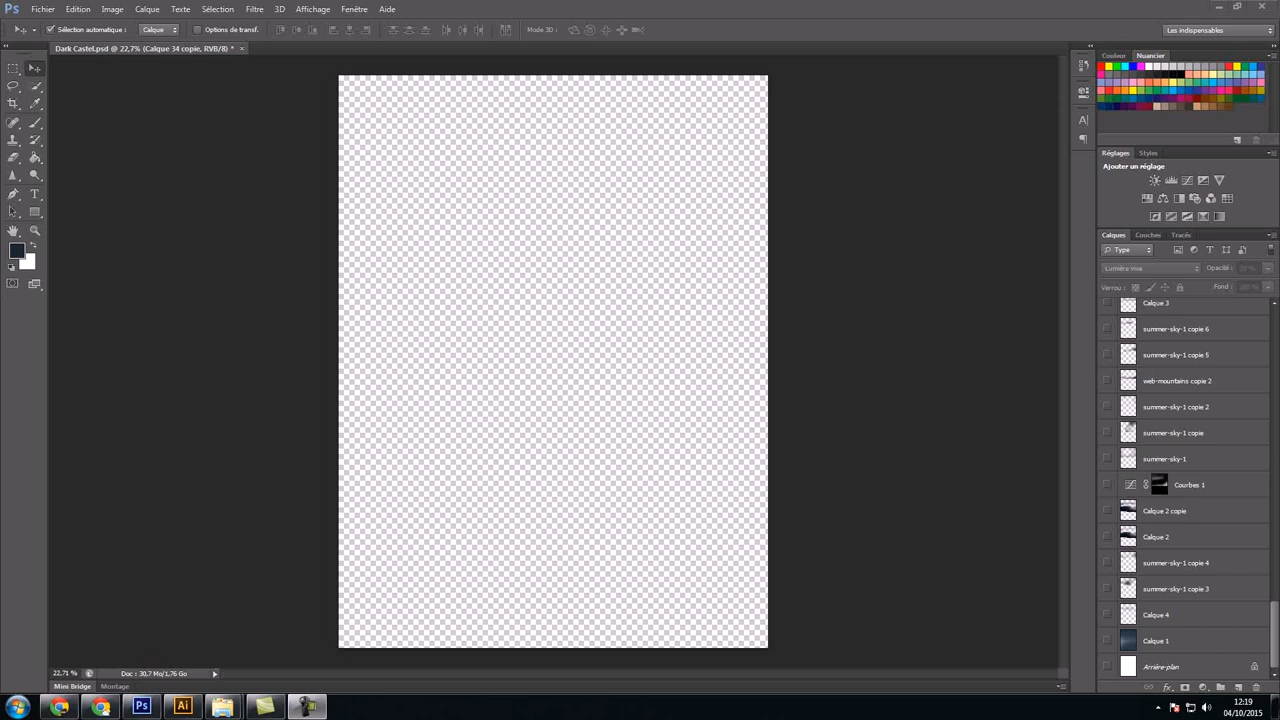 Ps Fichier Edition Image Calque Texte Sélection Filtre 3D Affichage Fenêtre Aide
Sélection automatique : Calque Options de transf. Mode 3D : Les indispensables
Dark Castel.psd @ 22,7% (Calque 34 copie, RVB/8) * ×
Couleur Nuancier
Réglages Styles
Ajouter un réglage
Calques Couches Tracés
Type
Lumière vive Opacité :
Verrou : Fond :
Calque 3
summer-sky-1 copie 6
summer-sky-1 copie 5
web-mountains copie 2
summer-sky-1 copie 2
summer-sky-1 copie
summer-sky-1
Courbes 1
Calque 2 copie
Calque 2
summer-sky-1 copie 4
summer-sky-1 copie 3
Calque 4
Calque 1
Arrière-plan
22,71 % Doc : 30,7 Mo/1,76 Go
Mini Bridge Montage
Ps Ai
12:19
04/10/2015